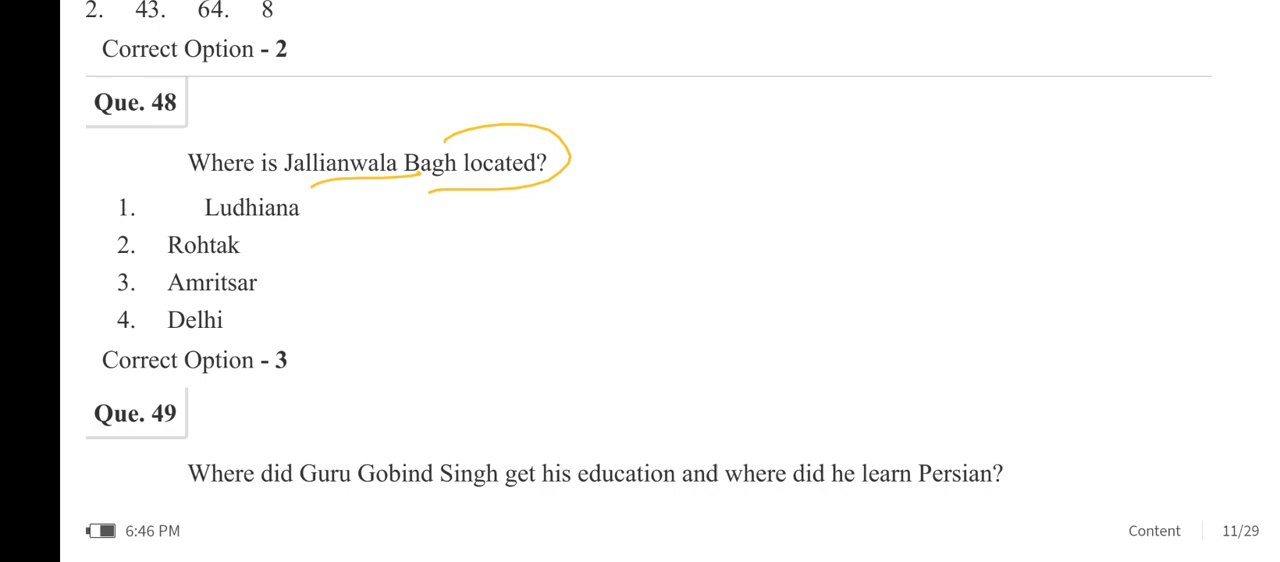 2. 43. 64. 8
Correct Option - 2
Que. 48
Where is Jallianwala Bagh located?
1. Ludhiana
2. Rohtak
3. Amritsar
4. Delhi
Correct Option - 3
Que. 49
Where did Guru Gobind Singh get his education and where did he learn Persian?
6:46 PM Content 11/29